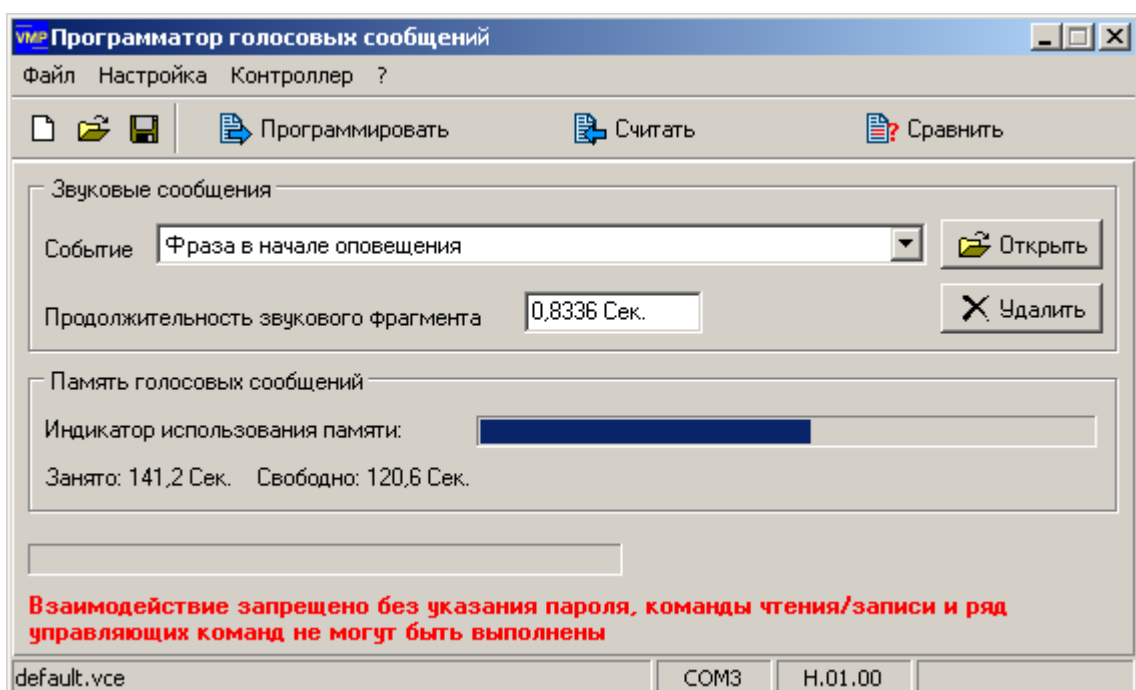 VMP Программатор голосовых сообщений
Файл Настройка Контроллер ?
Программировать Считать Сравнить
Звуковые сообщения
Событие Фраза в начале оповещения Открыть
Продолжительность звукового фрагмента 0,8336 Сек. Удалить
Память голосовых сообщений
Индикатор использования памяти:
Занято: 141,2 Сек. Свободно: 120,6 Сек.
Взаимодействие запрещено без указания пароля, команды чтения/записи и ряд
управляющих команд не могут быть выполнены
default.vce COM3 H.01.00